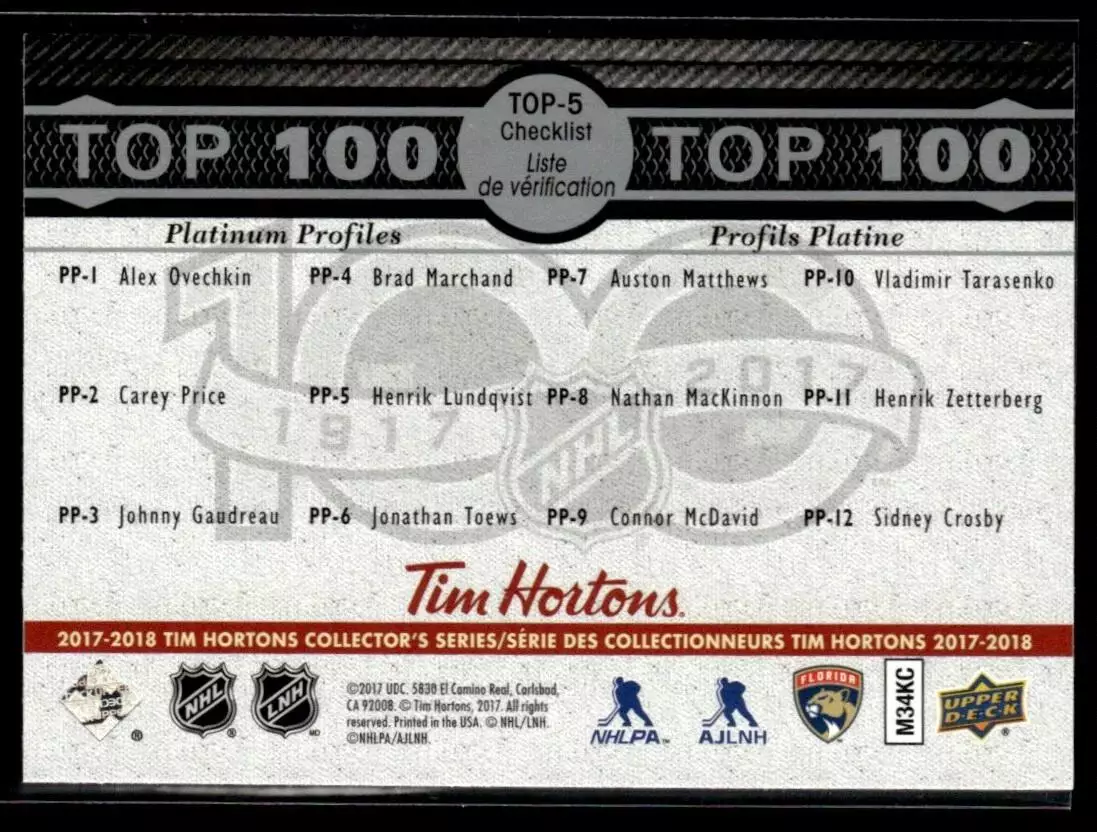 TOP 100
TOP-5
Checklist
Liste
de vérification
TOP 100
Platinum Profiles
Profils Platine
PP-1 Alex Ovechkin PP-4 Brad Marchand PP-7 Auston Matthews PP-10 Vladimir Tarasenko
PP-2 Carey Price PP-5 Henrik Lundqvist PP-8 Nathan MacKinnon PP-11 Henrik Zetterberg
PP-3 Johnny Gaudreau PP-6 Jonathan Toews PP-9 Connor McDavid PP-12 Sidney Crosby
100
1917
2017
NHL
Tim Hortons®
2017-2018 TIM HORTONS COLLECTOR'S SERIES/SÉRIE DES COLLECTIONNEURS TIM HORTONS 2017-2018
®
NHL®
LNH MD
©2017 UDC. 5830 El Camino Real, Carlsbad,
CA 92008. © Tim Hortons, 2017. All rights
reserved. Printed in the USA. © NHL/LNH.
©NHLPA/AJLNH.
NHLPA™
AJLNH
FLORIDA
M34KC
UPPER
D·E·C·K®